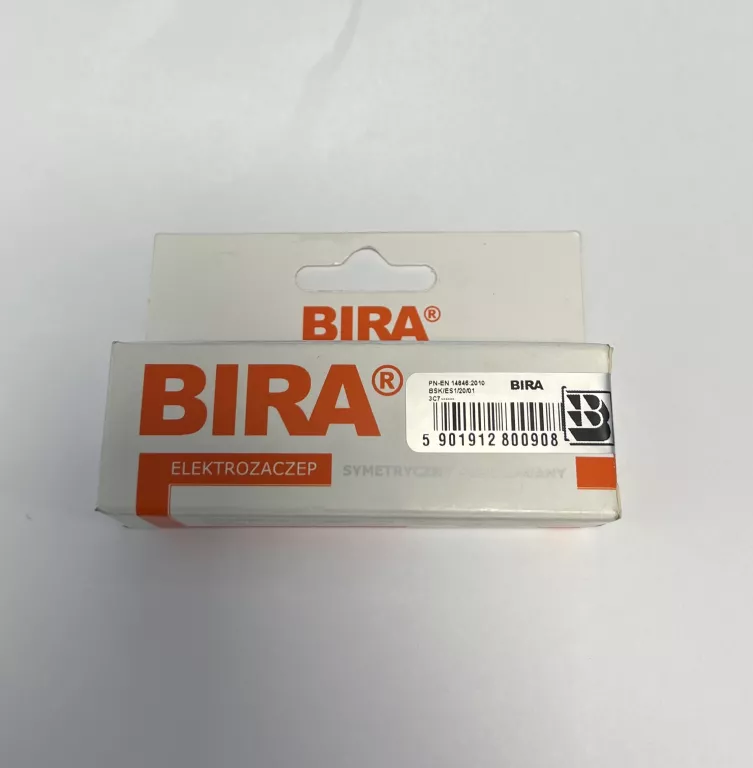 BIRA®
BIRA®
PN-EN 14846:2010
BIRA
BSK/ES1/20/01
3C7------
5 901912 800908
B
ELEKTROZACZEP
SYMETRYCZNY